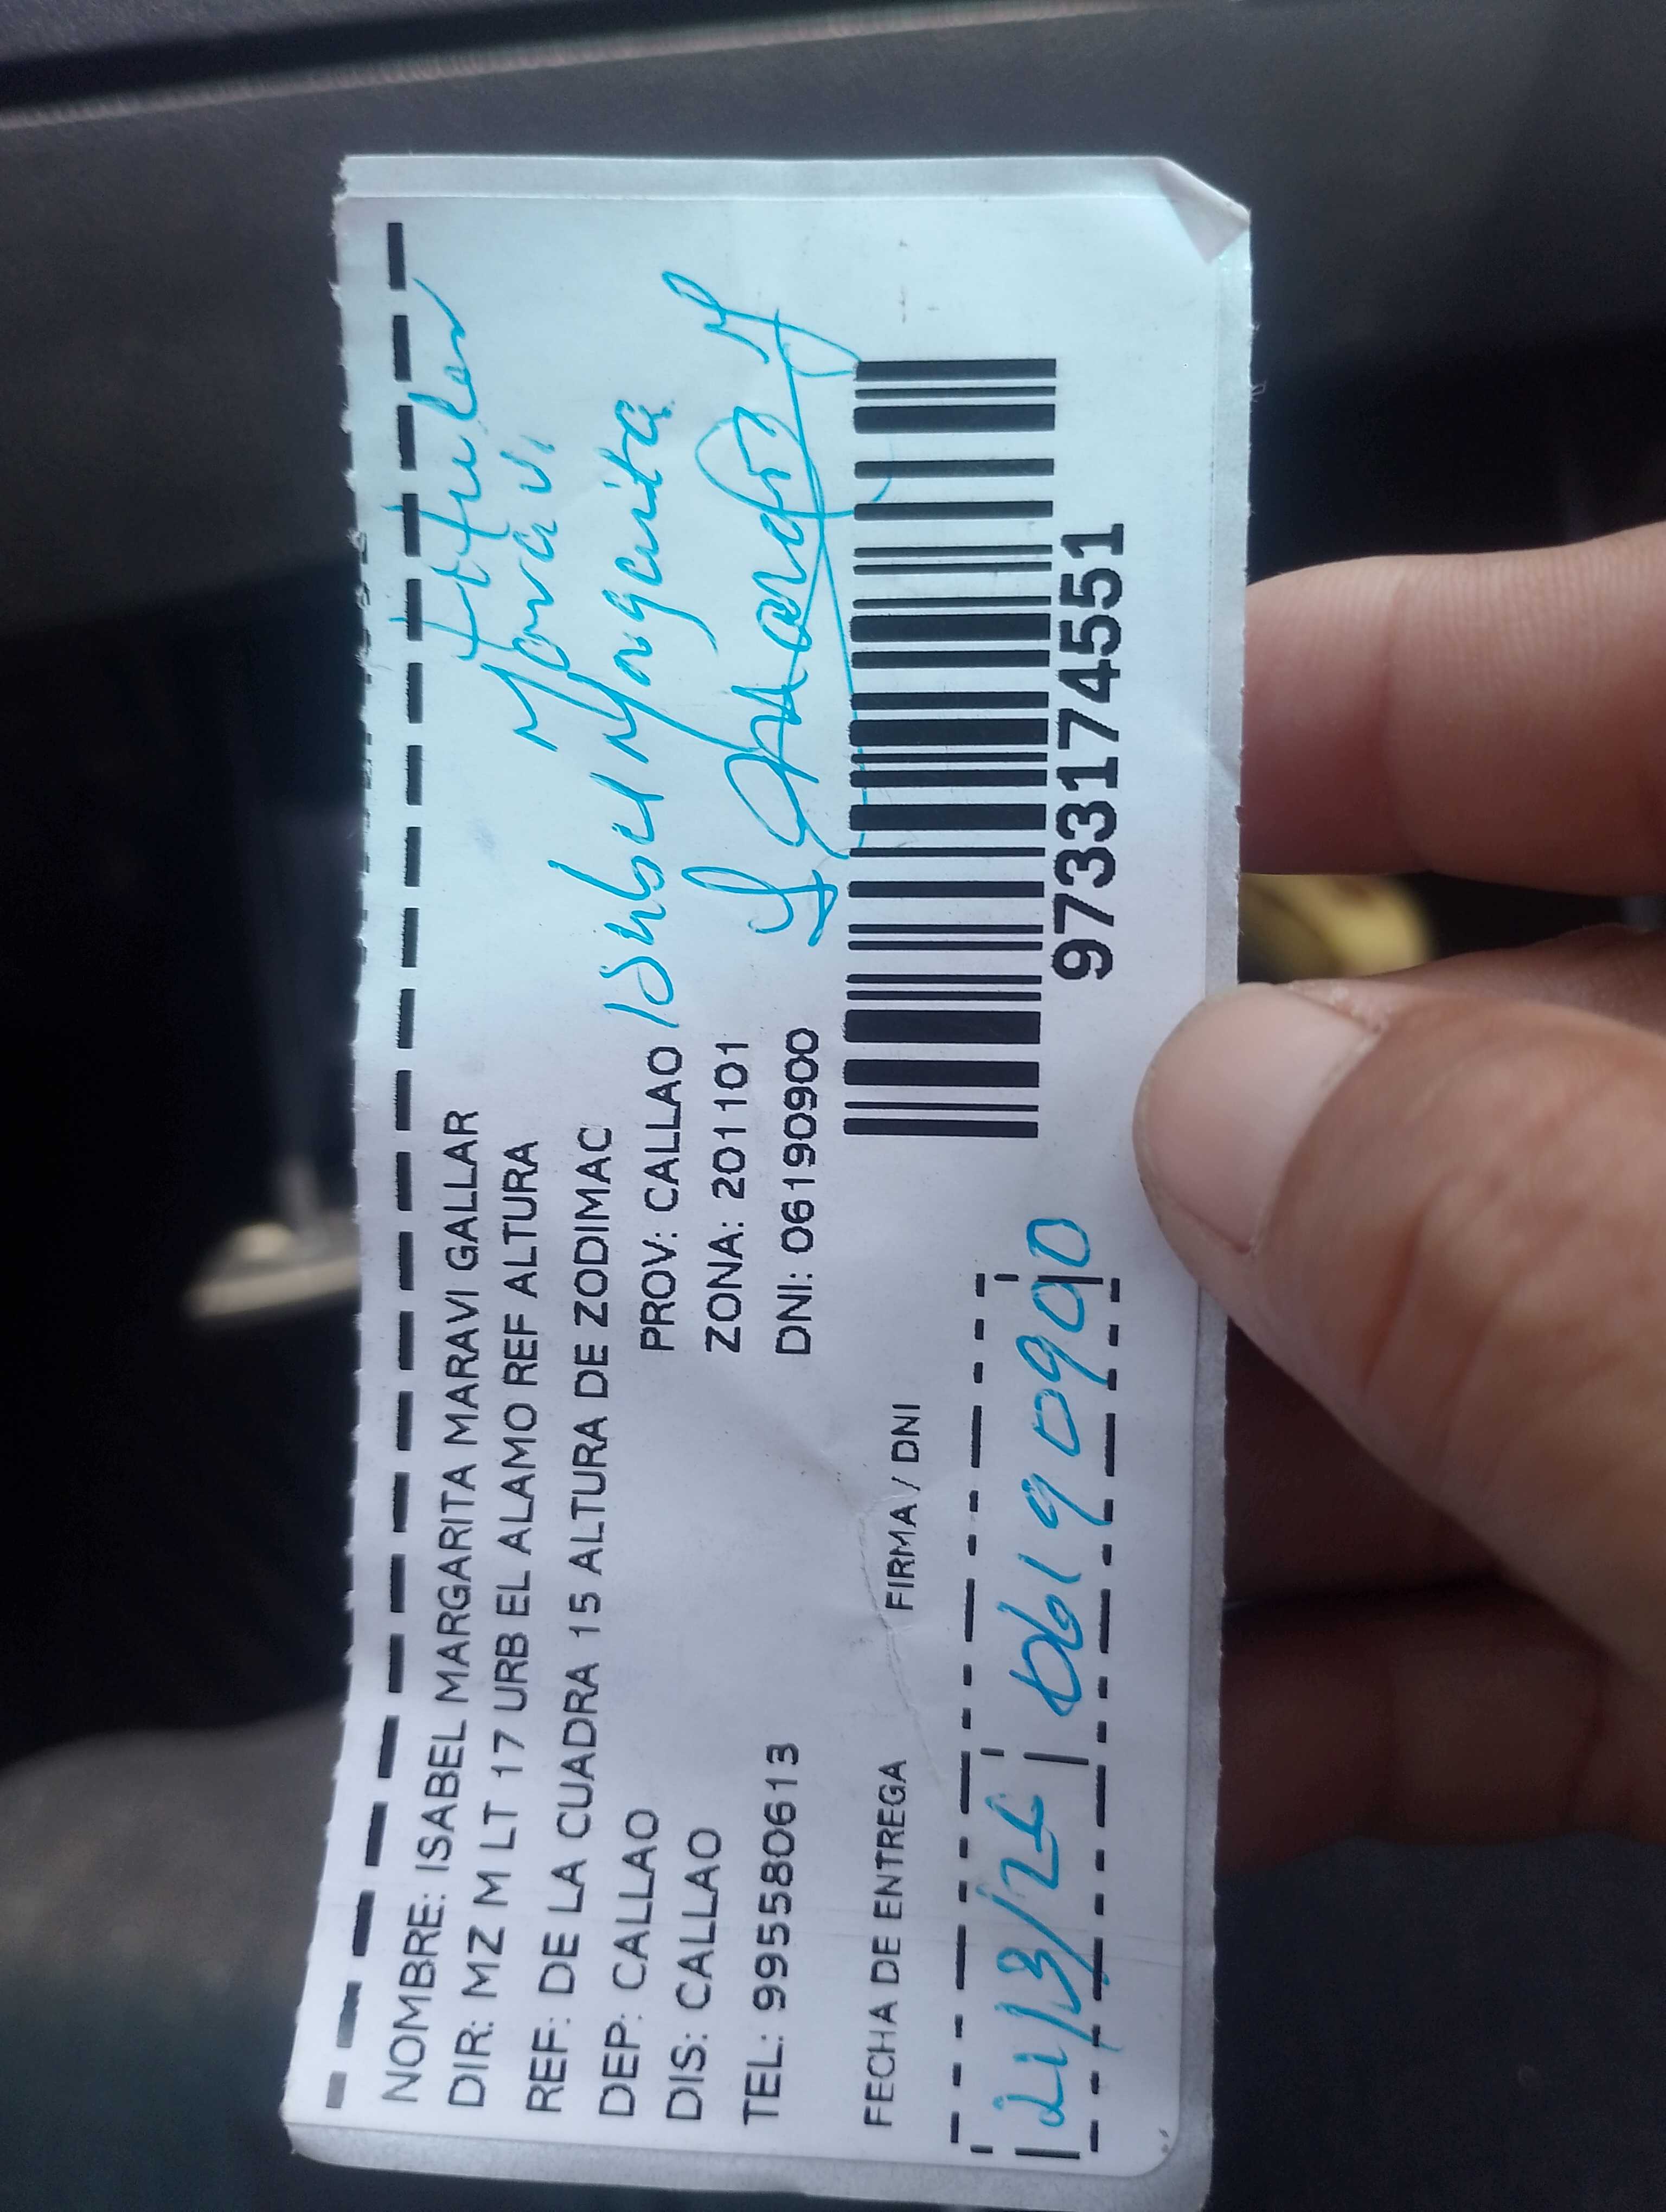 titular
Maravi
NOMBRE: ISABEL MARGARITA MARAVI GALLAR
DIR: MZ M LT 17 URB EL ALAMO REF ALTURA
REF: DE LA CUADRA 15 ALTURA DE ZODIMAC
Isabel Margarita
DEP: CALLAO PROV: CALLAO
DIS: CALLAO ZONA: 201101
TEL: 995580613 DNI: 06190900
FECHA DE ENTREGA FIRMA / DNI
06190900
9733174551